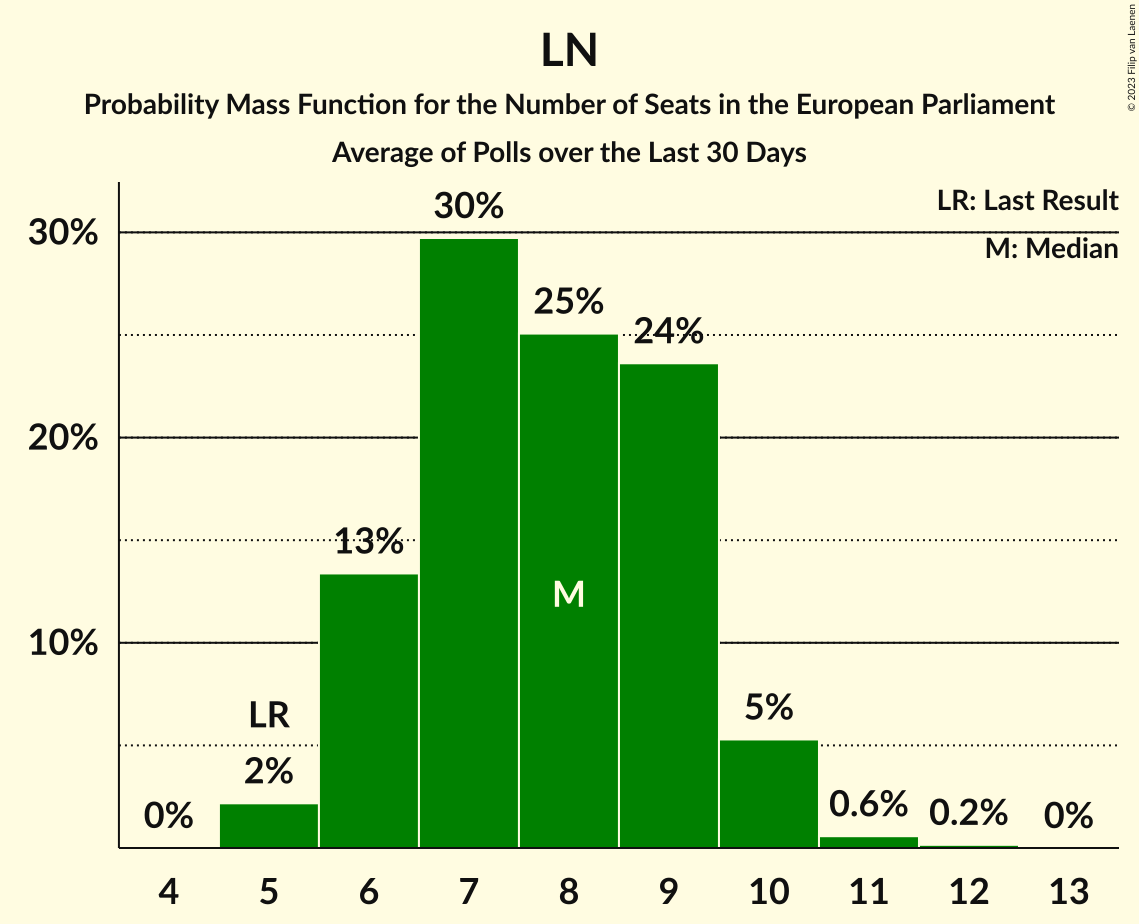 LN
Probability Mass Function for the Number of Seats in the European Parliament
Average of Polls over the Last 30 Days
© 2023 Filip van Laenen
LR: Last Result
M: Median
30%
20%
10%
0%
LR
2%
13%
30%
25%
24%
5%
0.6%
0.2%
0%
M
4 5 6 7 8 9 10 11 12 13